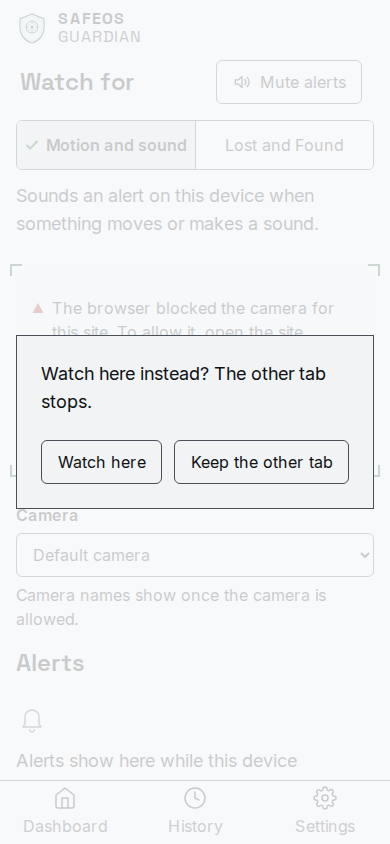 SAFEOS
GUARDIAN
Watch for
Mute alerts
Motion and sound
Lost and Found
Sounds an alert on this device when
something moves or makes a sound.
The browser blocked the camera for
this site. To allow it, open the site
Watch here instead? The other tab
stops.
Watch here
Keep the other tab
Camera
Default camera
Camera names show once the camera is
allowed.
Alerts
Alerts show here while this device
Dashboard
History
Settings